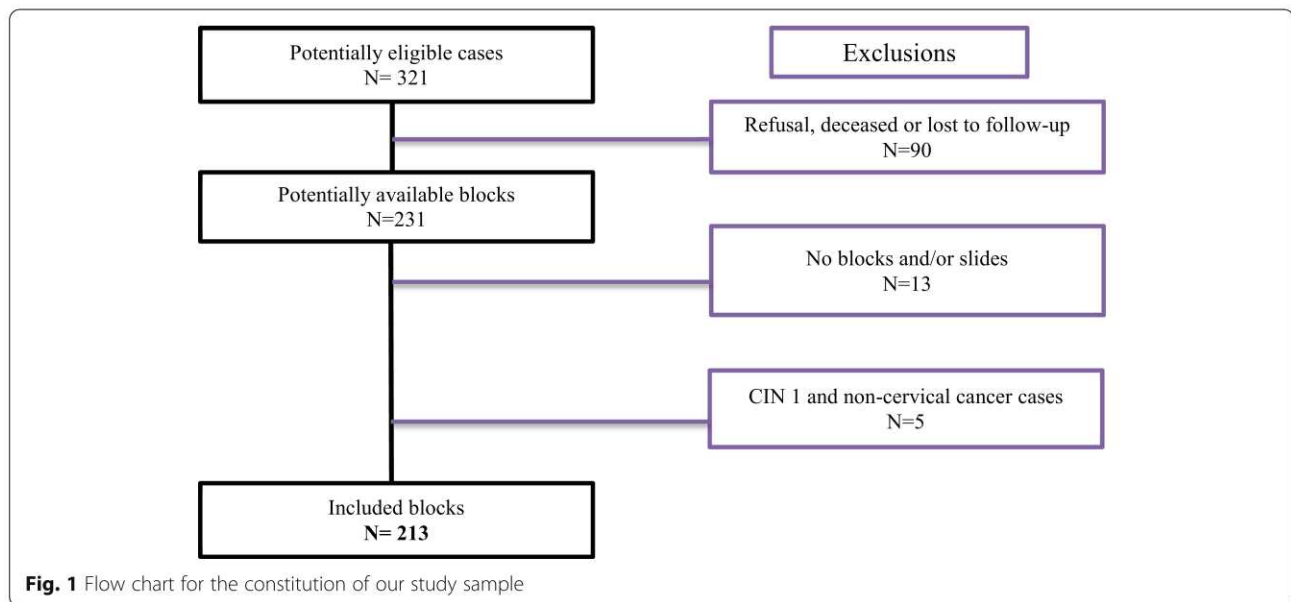 Potentially eligible cases
N= 321
Exclusions
Refusal, deceased or lost to follow-up
N=90
Potentially available blocks
N=231
No blocks and/or slides
N=13
CIN 1 and non-cervical cancer cases
N=5
Included blocks
N= 213
Fig. 1 Flow chart for the constitution of our study sample